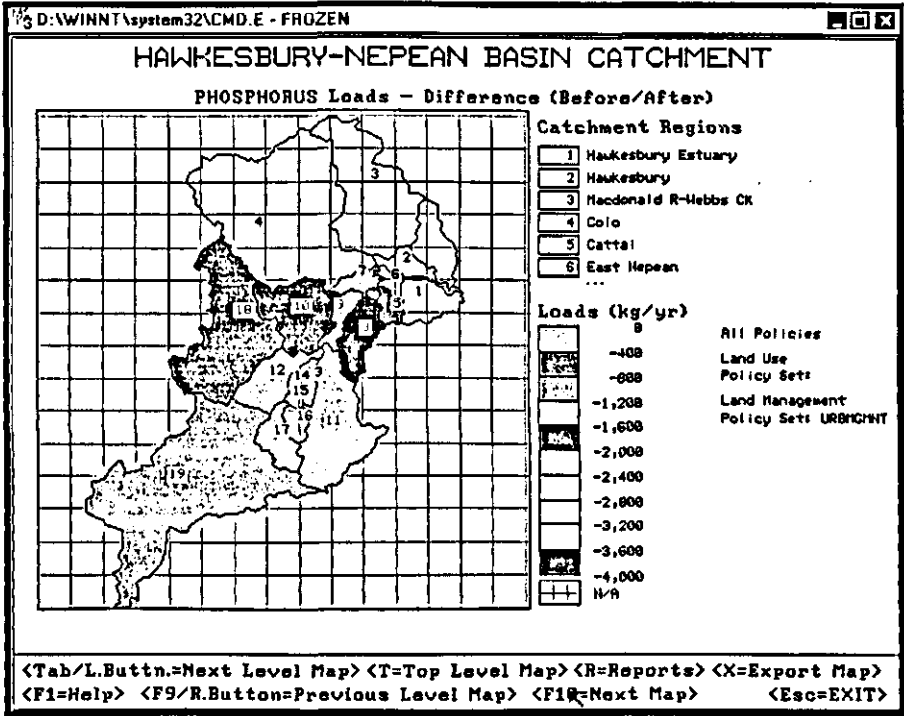 D:\WINNT\system32\CMD.E - FROZEN
HAWKESBURY-NEPEAN BASIN CATCHMENT
PHOSPHORUS Loads - Difference (Before/After)
Catchment Regions
1 Hawkesbury Estuary
2 Hawkesbury
3 Macdonald R-Webbs CK
4 Colo
5 Cattai
6 East Nepean
...
Loads (kg/yr)
0
-400
-800
-1,200
-1,600
-2,000
-2,400
-2,800
-3,200
-3,600
-4,000
N/A
All Policies
Land Use
Policy Set:
Land Management
Policy Set: URBMGMNT
3
4
2
7
8
6
1
18
10
9
5
12
14
3
15
16
11
17
19
<Tab/L.Buttn.=Next Level Map> <T=Top Level Map> <R=Reports> <X=Export Map>
<F1=Help> <F9/R.Button=Previous Level Map> <F10=Next Map> <Esc=EXIT>